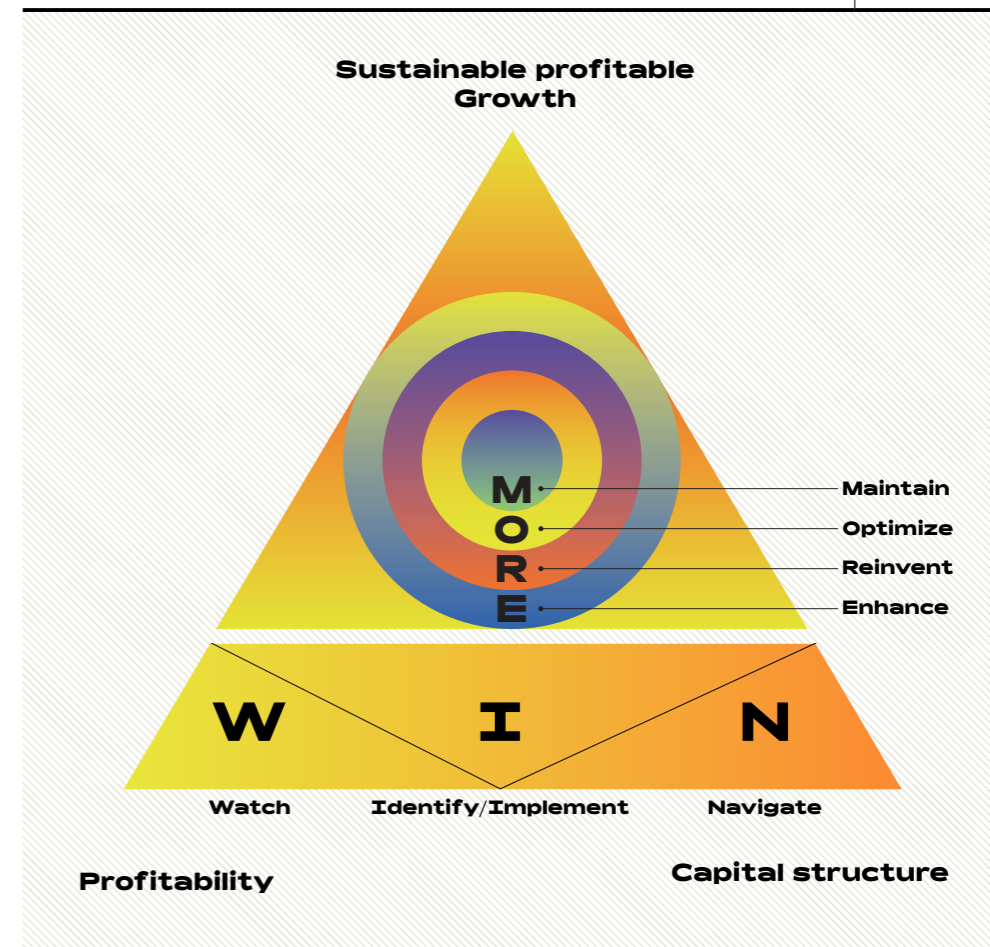 Sustainable profitable
Growth
M
Maintain
O
Optimize
R
Reinvent
E
Enhance
W
I
N
Watch
Identify/Implement
Navigate
Profitability
Capital structure